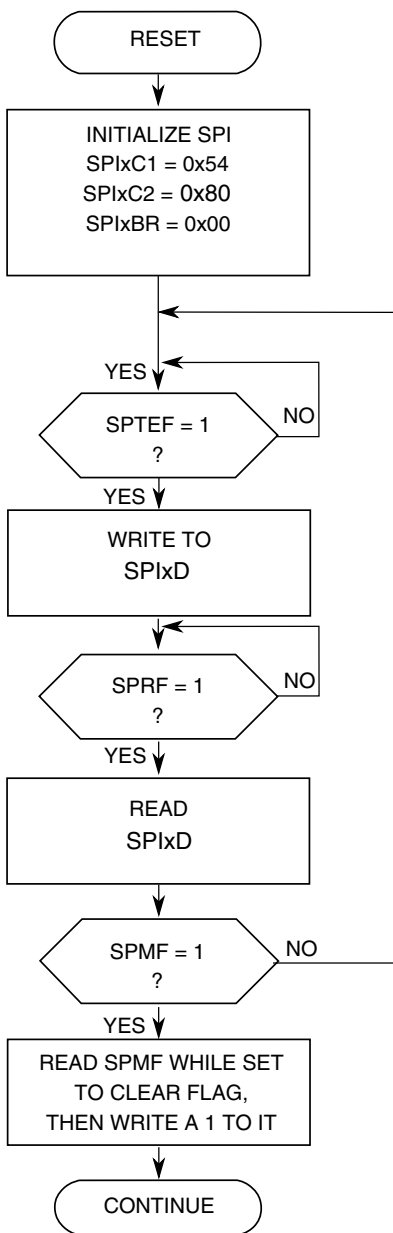 RESET
INITIALIZE SPI
SPIxC1 = 0x54
SPIxC2 = 0x80
SPIxBR = 0x00
YES
SPTEF = 1
?
NO
YES
WRITE TO
SPIxD
SPRF = 1
?
NO
YES
READ
SPIxD
SPMF = 1
?
NO
YES
READ SPMF WHILE SET
TO CLEAR FLAG,
THEN WRITE A 1 TO IT
CONTINUE